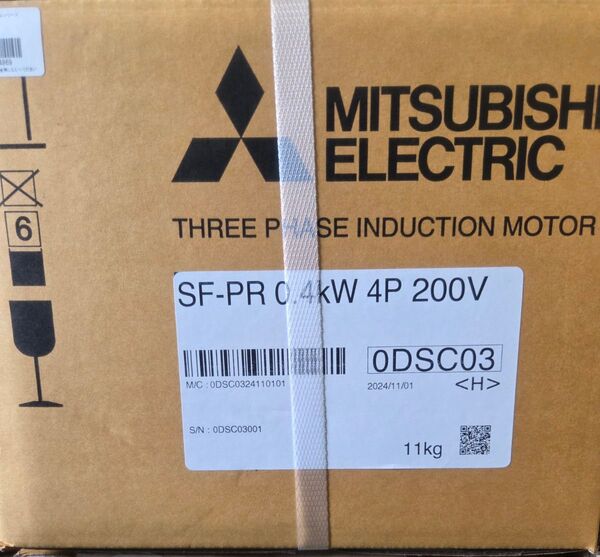 MITSUBISHI
ELECTRIC
6
THREE PHASE INDUCTION MOTOR
SF-PR 0.4kW 4P 200V
M/C : 0DSC0324110101
0DSC03
2024/11/01
<H>
S/N : 0DSC03001
11kg